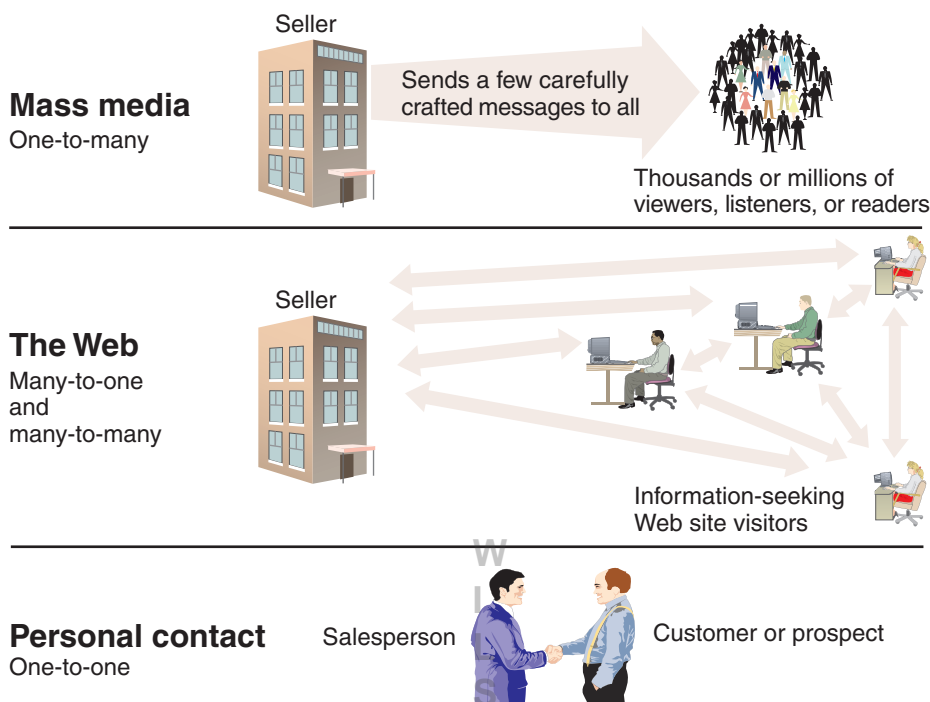 Seller
Mass media
One-to-many
Sends a few carefully
crafted messages to all
Thousands or millions of
viewers, listeners, or readers
Seller
The Web
Many-to-one
and
many-to-many
Information-seeking
Web site visitors
W
I
L
S
Personal contact
One-to-one
Salesperson
Customer or prospect